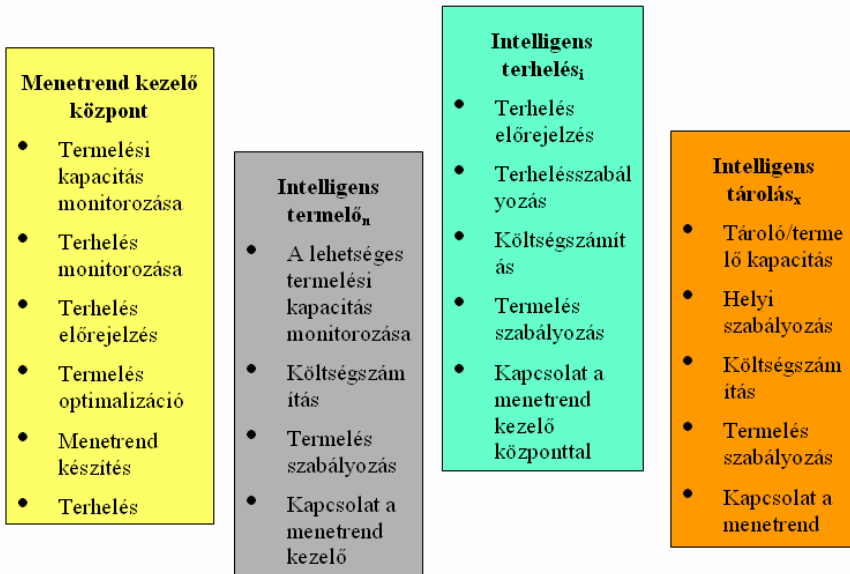 Menetrend kezelő
központ
• Termelési
kapacitás
monitorozása
• Terhelés
monitorozása
• Terhelés
előrejelzés
• Termelés
optimalizáció
• Menetrend
készítés
• Terhelés
Intelligens
termelőₙ
• A lehetséges
termelési
kapacitás
monitorozása
• Költségszám
ítás
• Termelés
szabályozás
• Kapcsolat a
menetrend
kezelő
Intelligens
terhelésᵢ
• Terhelés
előrejelzés
• Terhelésszabál
yozás
• Költségszámít
ás
• Termelés
szabályozás
• Kapcsolat a
menetrend
kezelő
központtal
Intelligens
tárolásₓ
• Tároló/terme
lő kapacitás
• Helyi
szabályozás
• Költségszám
ítás
• Termelés
szabályozás
• Kapcsolat a
menetrend